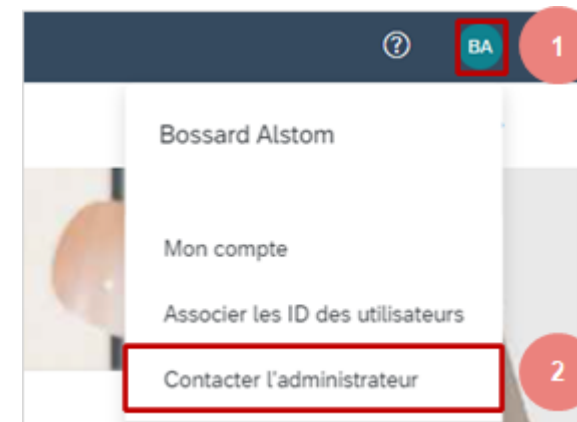 ? BA 1
Bossard Alstom
Mon compte
Associer les ID des utilisateurs
Contacter l'administrateur 2